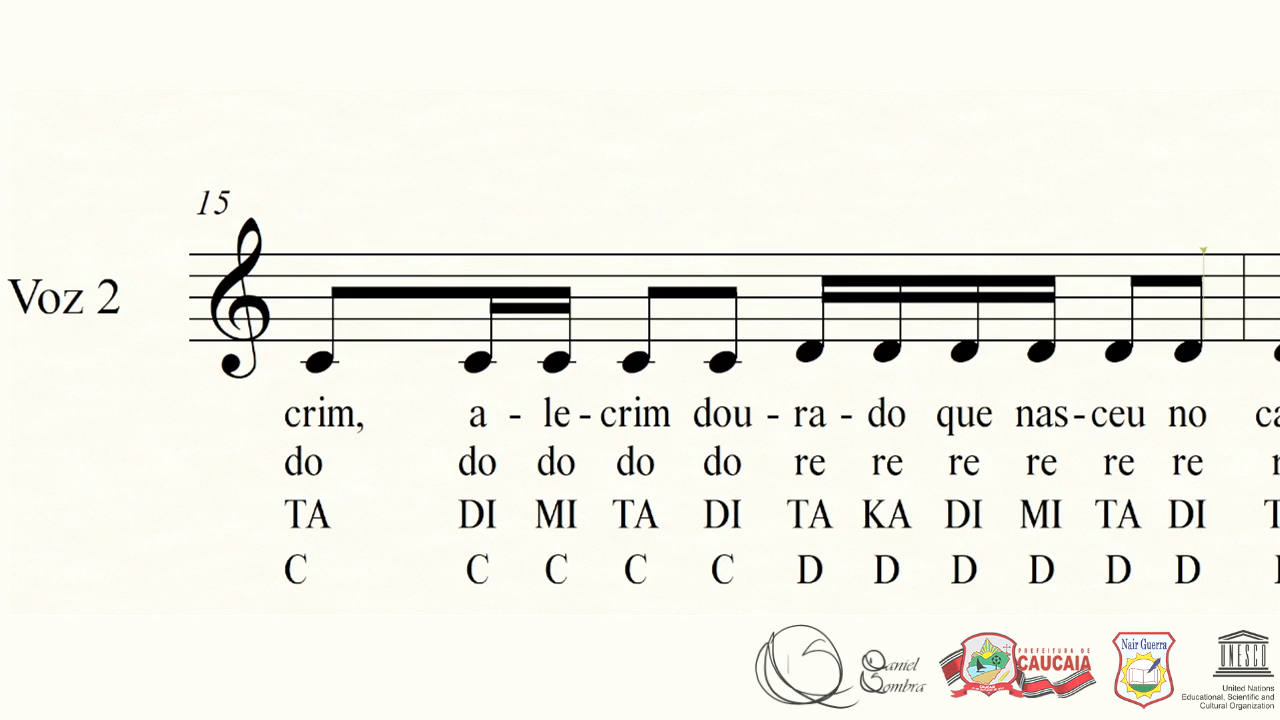 15
Voz 2
crim, a - le - crim dou - ra - do que nas - ceu no
do do do do do re re re re re re
TA DI MI TA DI TA KA DI MI TA DI
C C C C C D D D D D D
Daniel
Sombra
PREFEITURA DE
CAUCAIA
Nair Guerra
UNESCO
United Nations
Educational, Scientific and
Cultural Organization